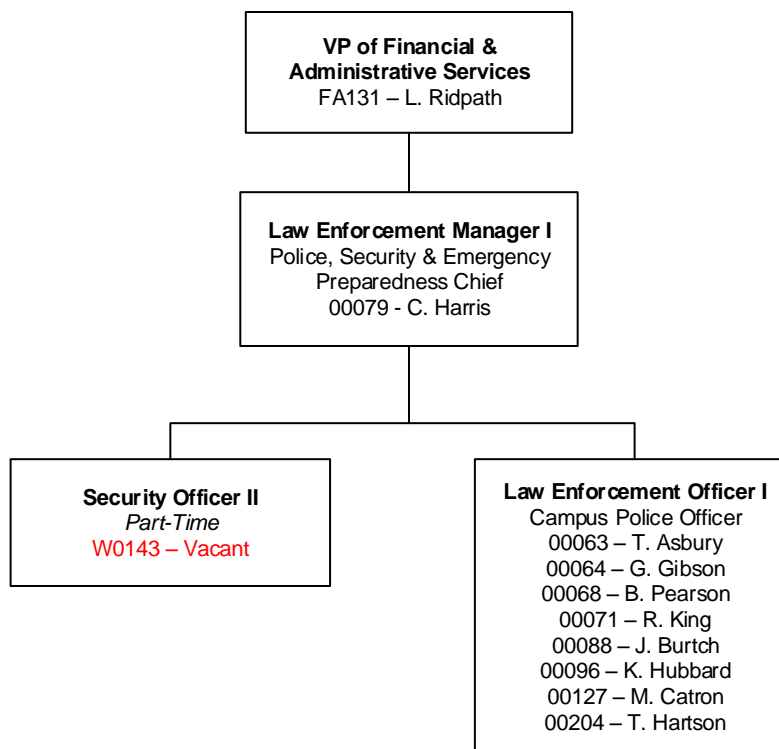 VP of Financial &
Administrative Services
FA131 – L. Ridpath
Law Enforcement Manager I
Police, Security & Emergency
Preparedness Chief
00079 - C. Harris
Security Officer II
Part-Time
W0143 – Vacant
Law Enforcement Officer I
Campus Police Officer
00063 – T. Asbury
00064 – G. Gibson
00068 – B. Pearson
00071 – R. King
00088 – J. Burtch
00096 – K. Hubbard
00127 – M. Catron
00204 – T. Hartson